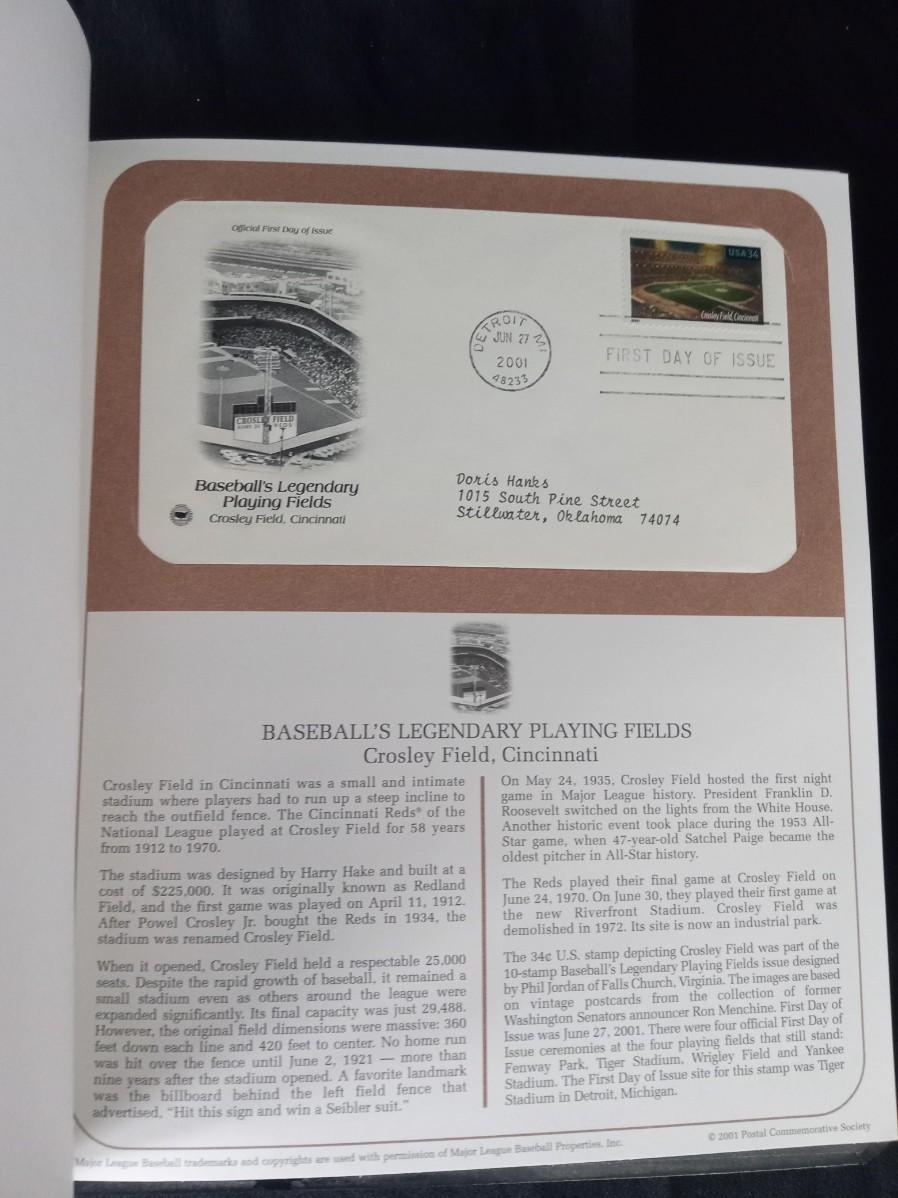 Official First Day of Issue
USA 34
Crosley Field, Cincinnati
2001
DETROIT MI
JUN 27
2001
48233
FIRST DAY OF ISSUE
CROSLEY FIELD
Baseball's Legendary
Playing Fields
Crosley Field, Cincinnati
Doris Hanks
1015 South Pine Street
Stillwater, Oklahoma 74074
BASEBALL'S LEGENDARY PLAYING FIELDS
Crosley Field, Cincinnati
Crosley Field in Cincinnati was a small and intimate
stadium where players had to run up a steep incline to
reach the outfield fence. The Cincinnati Reds® of the
National League played at Crosley Field for 58 years
from 1912 to 1970.
The stadium was designed by Harry Hake and built at a
cost of $225,000. It was originally known as Redland
Field, and the first game was played on April 11, 1912.
After Powel Crosley Jr. bought the Reds in 1934, the
stadium was renamed Crosley Field.
When it opened, Crosley Field held a respectable 25,000
seats. Despite the rapid growth of baseball, it remained a
small stadium even as others around the league were
expanded significantly. Its final capacity was just 29,488.
However, the original field dimensions were massive: 360
feet down each line and 420 feet to center. No home run
was hit over the fence until June 2, 1921 — more than
nine years after the stadium opened. A favorite landmark
was the billboard behind the left field fence that
advertised, “Hit this sign and win a Seibler suit.”
On May 24, 1935, Crosley Field hosted the first night
game in Major League history. President Franklin D.
Roosevelt switched on the lights from the White House.
Another historic event took place during the 1953 All-
Star game, when 47-year-old Satchel Paige became the
oldest pitcher in All-Star history.
The Reds played their final game at Crosley Field on
June 24, 1970. On June 30, they played their first game at
the new Riverfront Stadium. Crosley Field was
demolished in 1972. Its site is now an industrial park.
The 34¢ U.S. stamp depicting Crosley Field was part of the
10-stamp Baseball's Legendary Playing Fields issue designed
by Phil Jordan of Falls Church, Virginia. The images are based
on vintage postcards from the collection of former
Washington Senators announcer Ron Menchine. First Day of
Issue was June 27, 2001. There were four official First Day of
Issue ceremonies at the four playing fields that still stand:
Fenway Park, Tiger Stadium, Wrigley Field and Yankee
Stadium. The First Day of Issue site for this stamp was Tiger
Stadium in Detroit, Michigan.
Major League Baseball trademarks and copyrights are used with permission of Major League Baseball Properties, Inc.
© 2001 Postal Commemorative Society